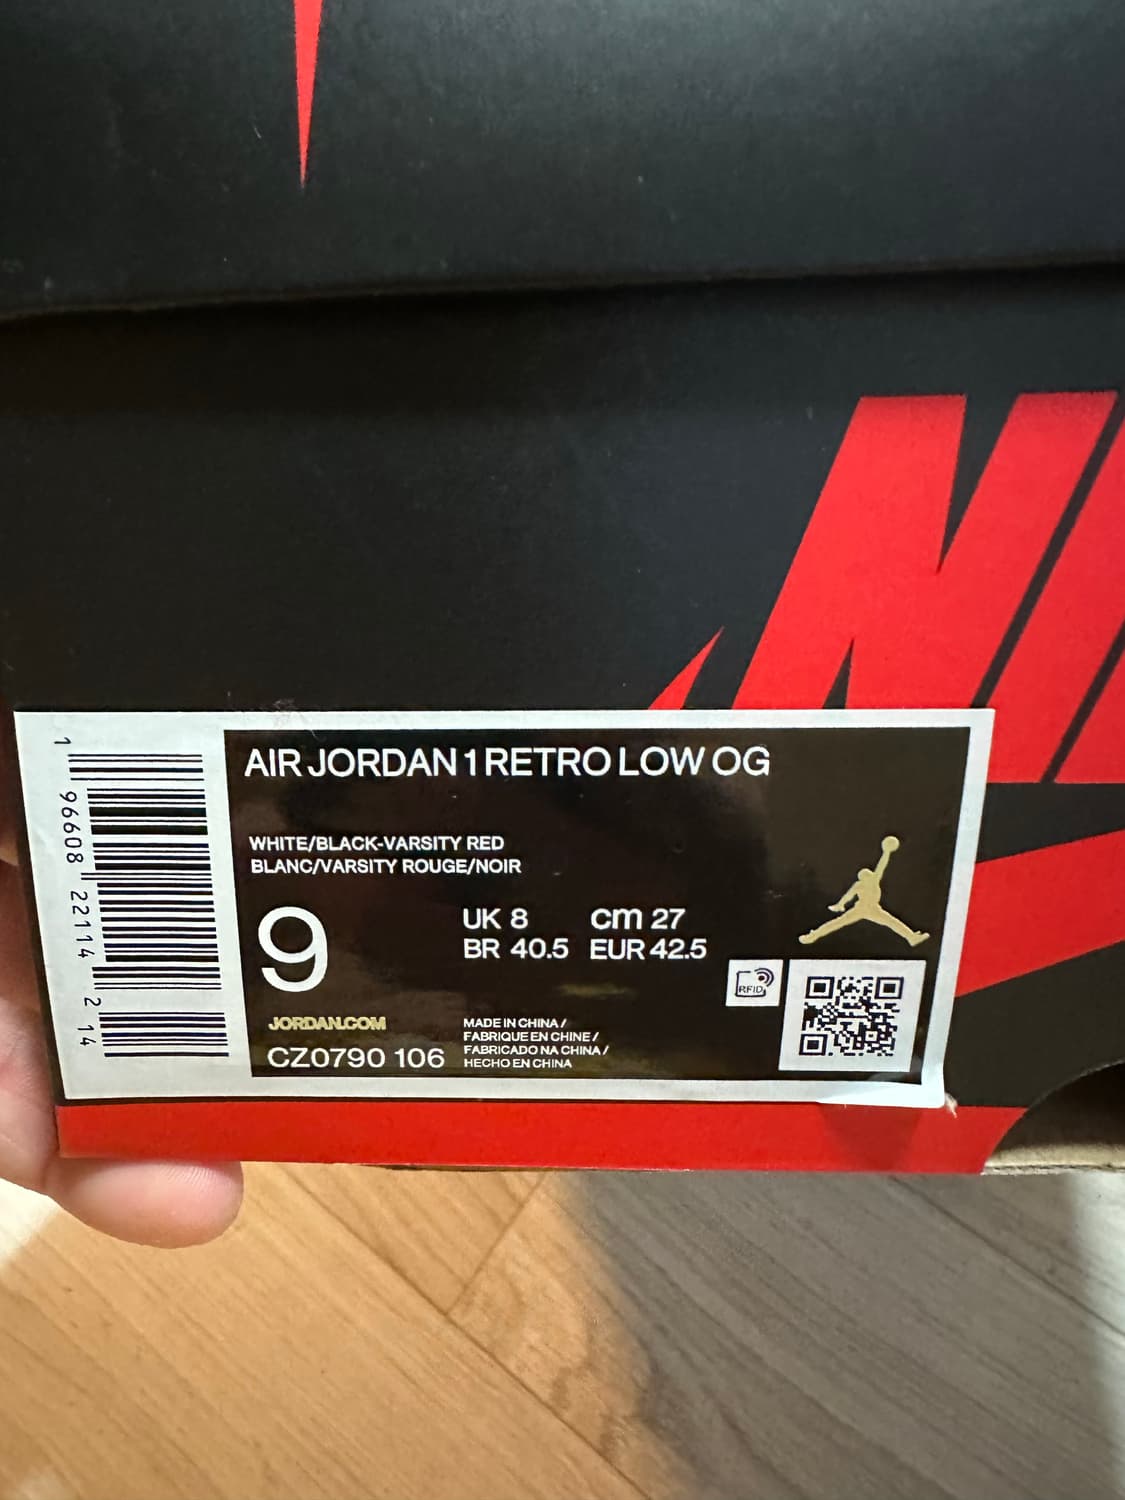 AIR JORDAN 1 RETRO LOW OG
WHITE/BLACK-VARSITY RED
BLANC/VARSITY ROUGE/NOIR
9
UK 8 cm 27
BR 40.5 EUR 42.5
RFID
JORDAN.COM
CZ0790 106
MADE IN CHINA /
FABRIQUE EN CHINE /
FABRICADO NA CHINA /
HECHO EN CHINA
1 96608 22114 2 14